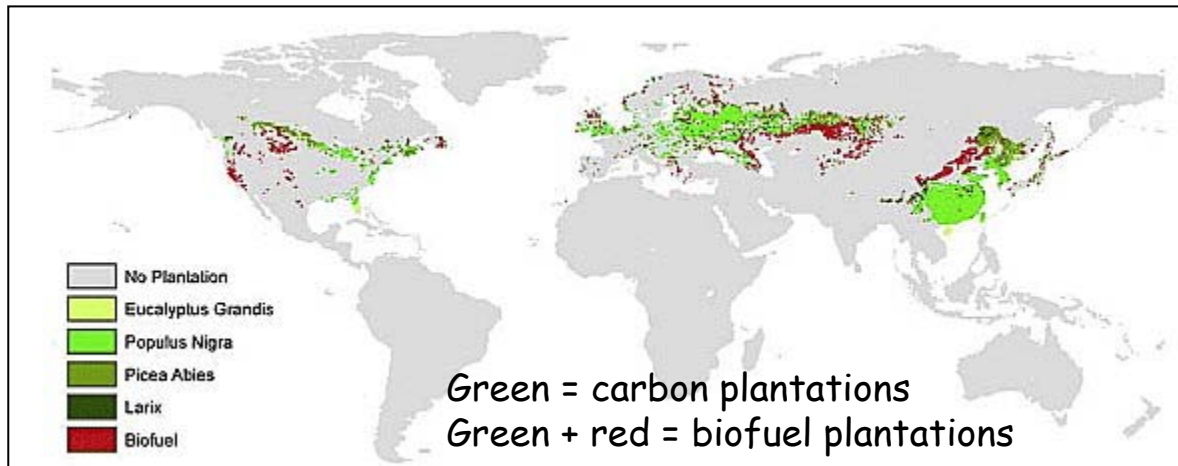 No Plantation
Eucalyptus Grandis
Populus Nigra
Picea Abies
Larix
Biofuel
Green = carbon plantations
Green + red = biofuel plantations